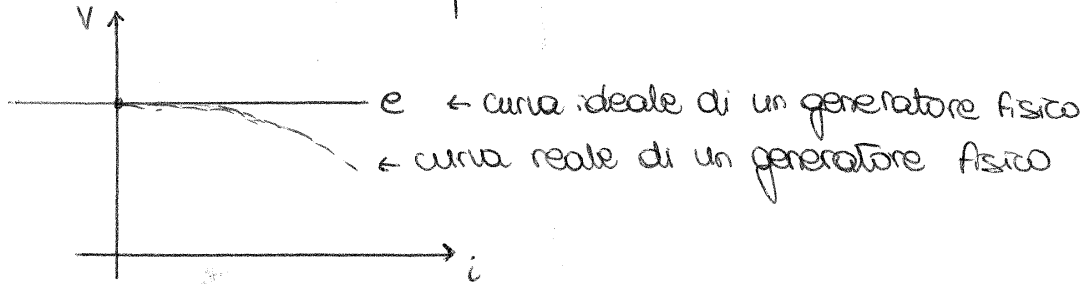 V
e ← curva ideale di un generatore fisico
← curva reale di un generatore fisico
i